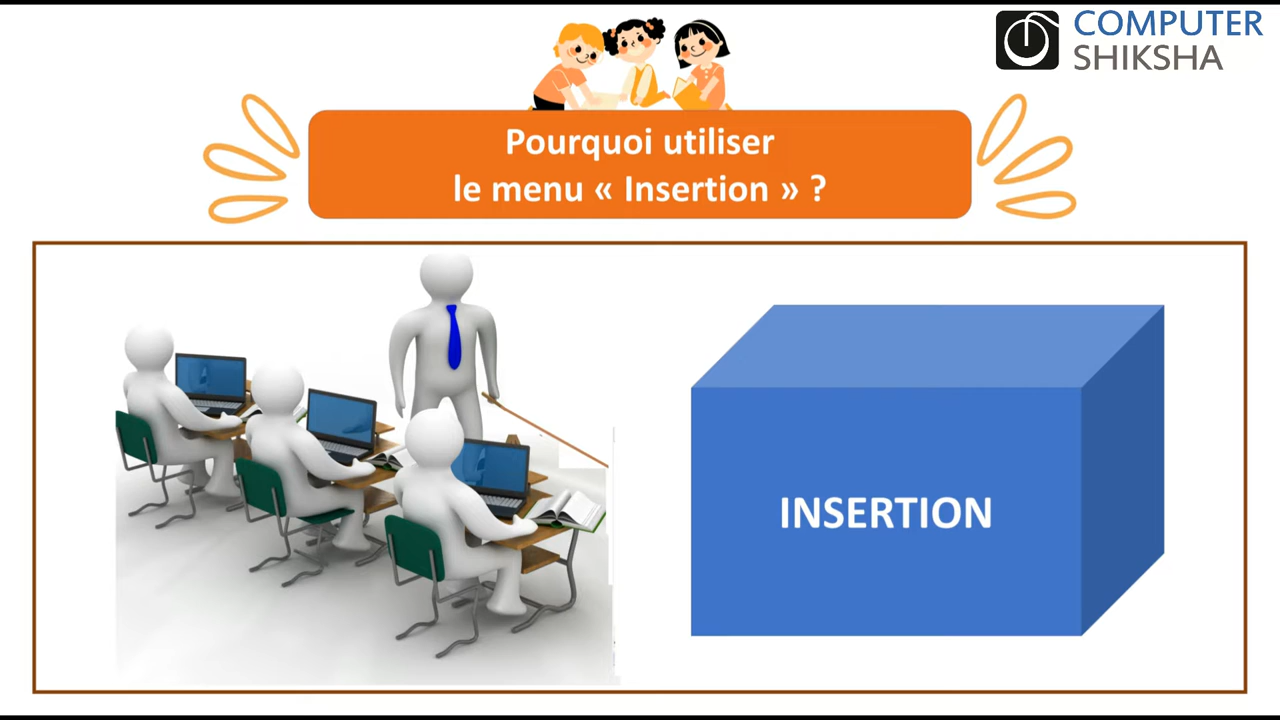 COMPUTER
SHIKSHA
Pourquoi utiliser
le menu « Insertion » ?
INSERTION